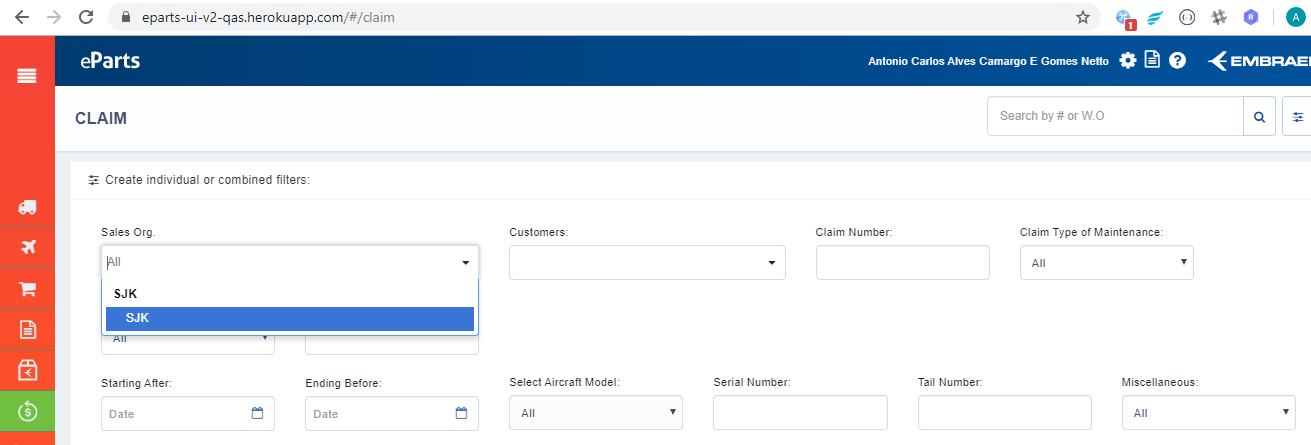 eparts-ui-v2-qas.herokuapp.com/#/claim
1
R
A
eParts
Antonio Carlos Alves Camargo E Gomes Netto
?
EMBRAE
CLAIM
Search by # or W.O
Create individual or combined filters:
Sales Org.
Customers:
Claim Number:
Claim Type of Maintenance:
All
All
SJK
SJK
All
Starting After:
Ending Before:
Select Aircraft Model:
Serial Number:
Tail Number:
Miscellaneous:
Date
Date
All
All